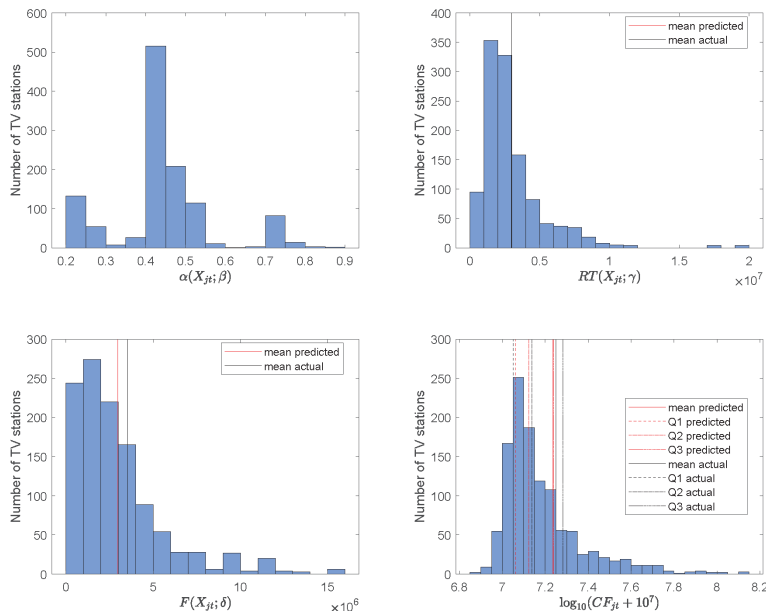 600
500
400
300
200
100
0
Number of TV stations
0.2 0.3 0.4 0.5 0.6 0.7 0.8 0.9
α(X_jt; β)
400
350
300
250
200
150
100
50
0
Number of TV stations
mean predicted
mean actual
0 0.5 1 1.5 2
×10^7
RT(X_jt; γ)
300
250
200
150
100
50
0
Number of TV stations
mean predicted
mean actual
0 5 10 15
×10^6
F(X_jt; δ)
300
250
200
150
100
50
0
Number of TV stations
mean predicted
Q1 predicted
Q2 predicted
Q3 predicted
mean actual
Q1 actual
Q2 actual
Q3 actual
6.8 7 7.2 7.4 7.6 7.8 8 8.2
log_10(CF_jt + 10^7)